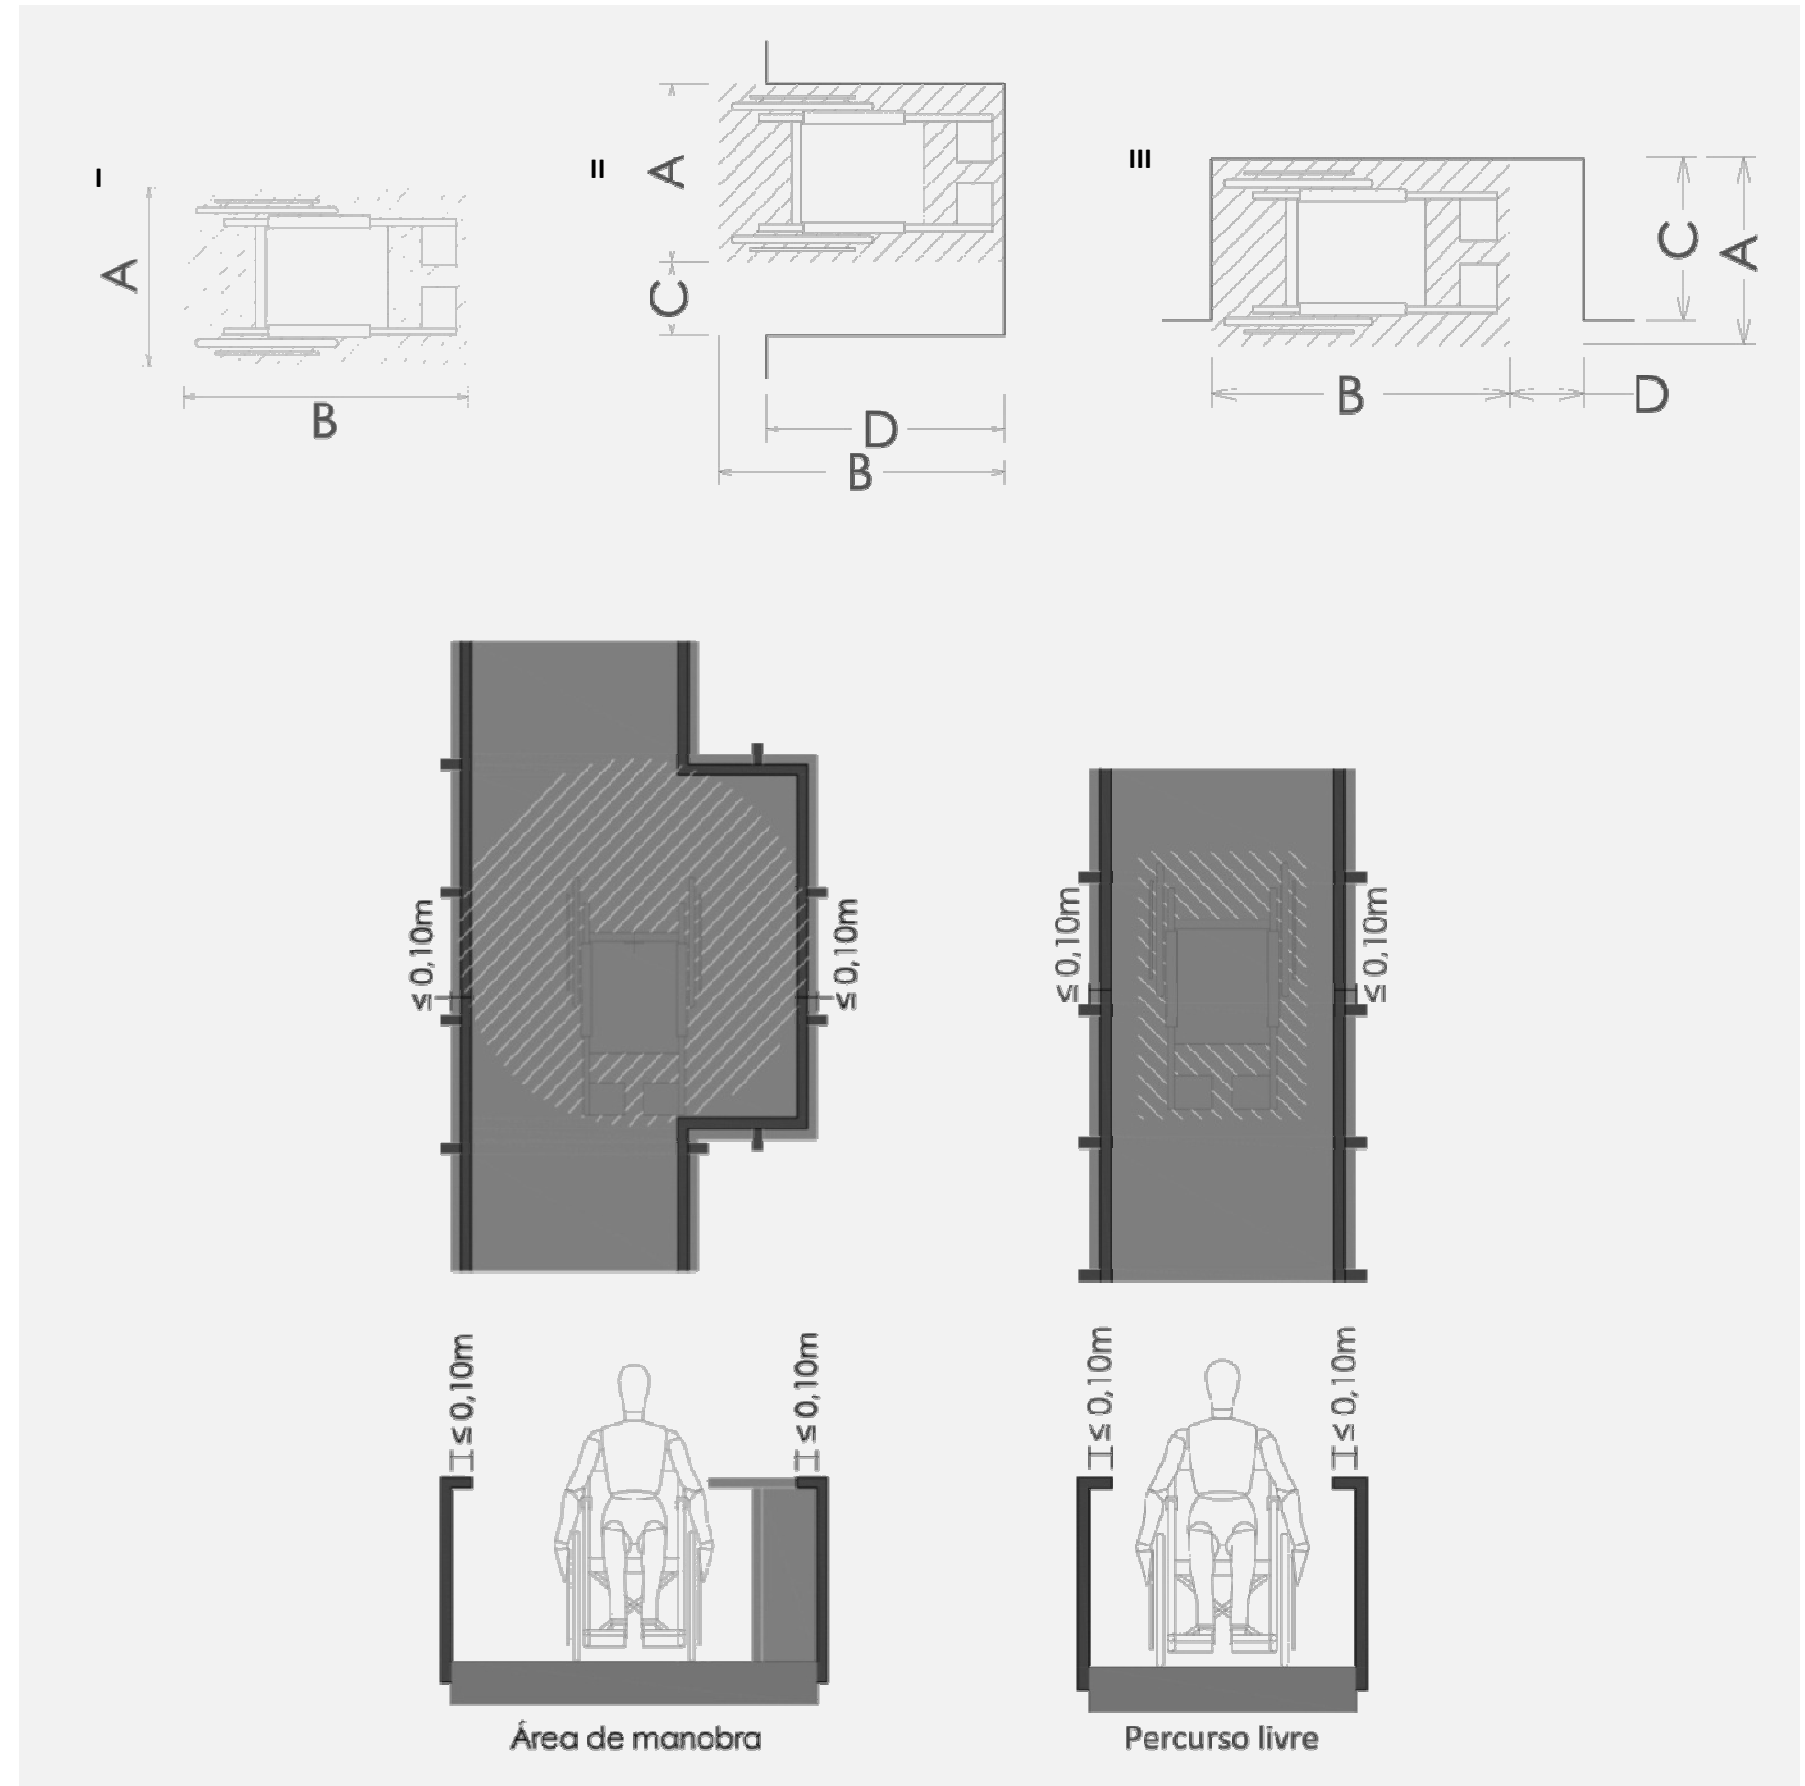 I
A
B
II
A
C
D
B
III
C
A
B
D
≤ 0,10m
≤ 0,10m
≤ 0,10m
≤ 0,10m
≤ 0,10m
≤ 0,10m
≤ 0,10m
≤ 0,10m
Área de manobra
Percurso livre